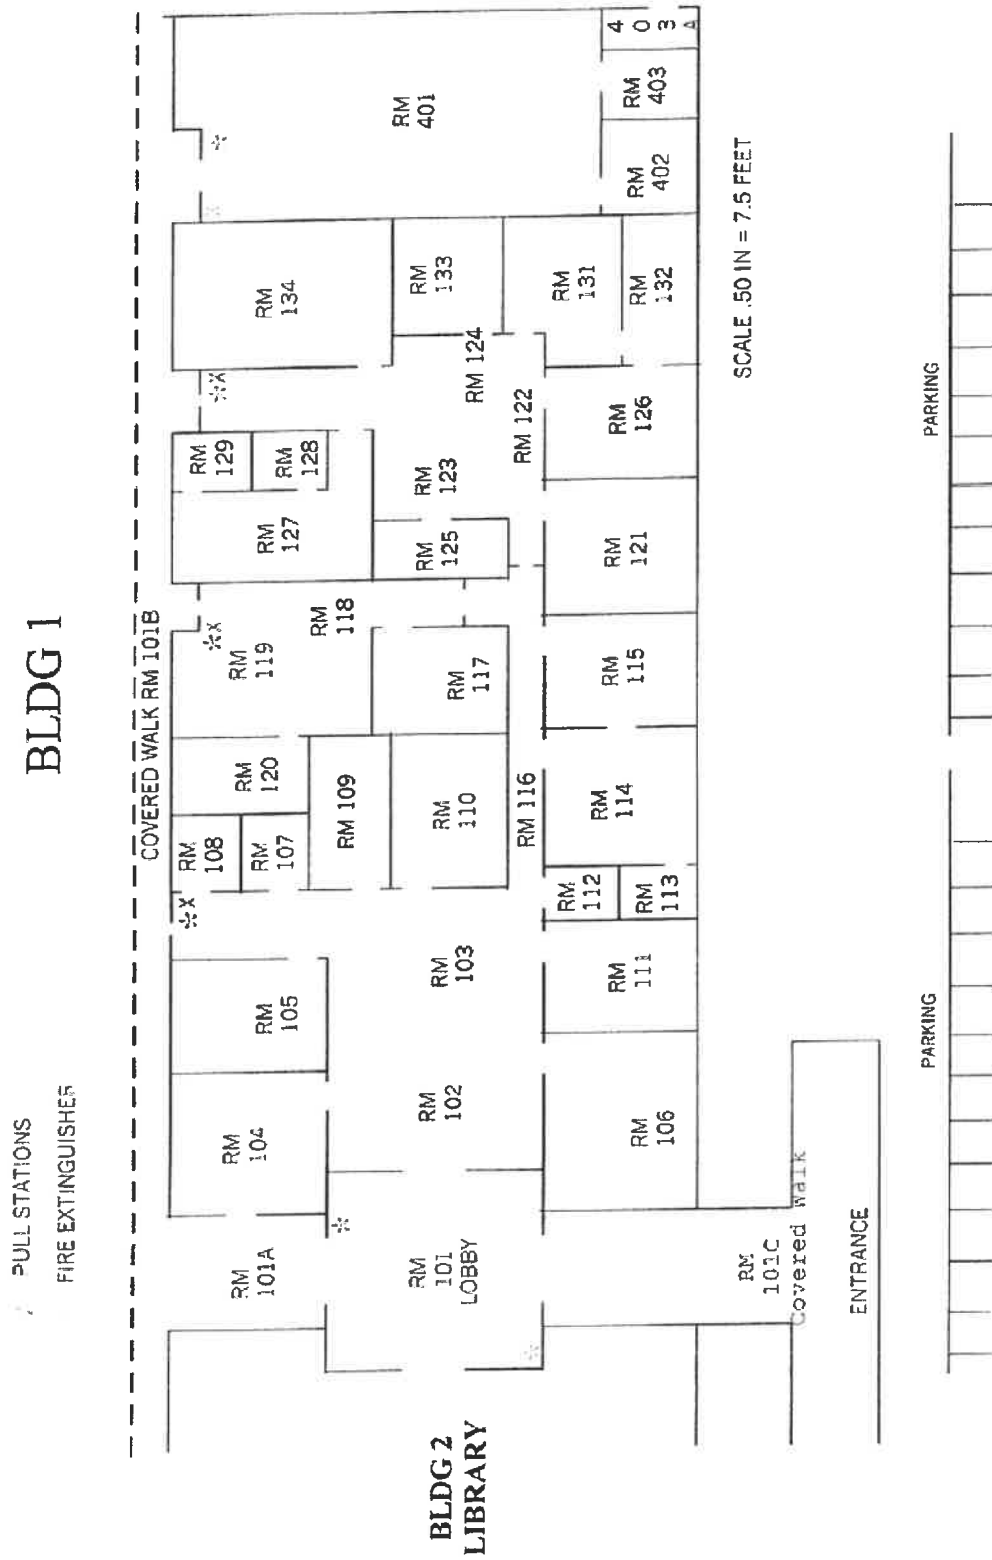 BLDG 1
PULL STATIONS
FIRE EXTINGUISHER
COVERED WALK RM 101B
RM
101A
RM
104
RM
105
RM
108
RM
107
RM
120
RM 109
RM
110
RM
119
RM
118
RM
117
RM
127
RM
129
RM
128
RM
125
RM
123
RM 124
RM 122
RM
134
RM
133
RM
131
RM
132
RM
401
RM
402
RM
403
403A
BLDG 2
LIBRARY
RM
101
LOBBY
RM
102
RM
103
RM 116
RM
106
RM
111
RM
112
RM
113
RM
114
RM
115
RM
121
RM
126
*
*X
*X
*X
*
*
*
RM
101C
Covered Walk
ENTRANCE
SCALE .50 IN = 7.5 FEET
PARKING
PARKING